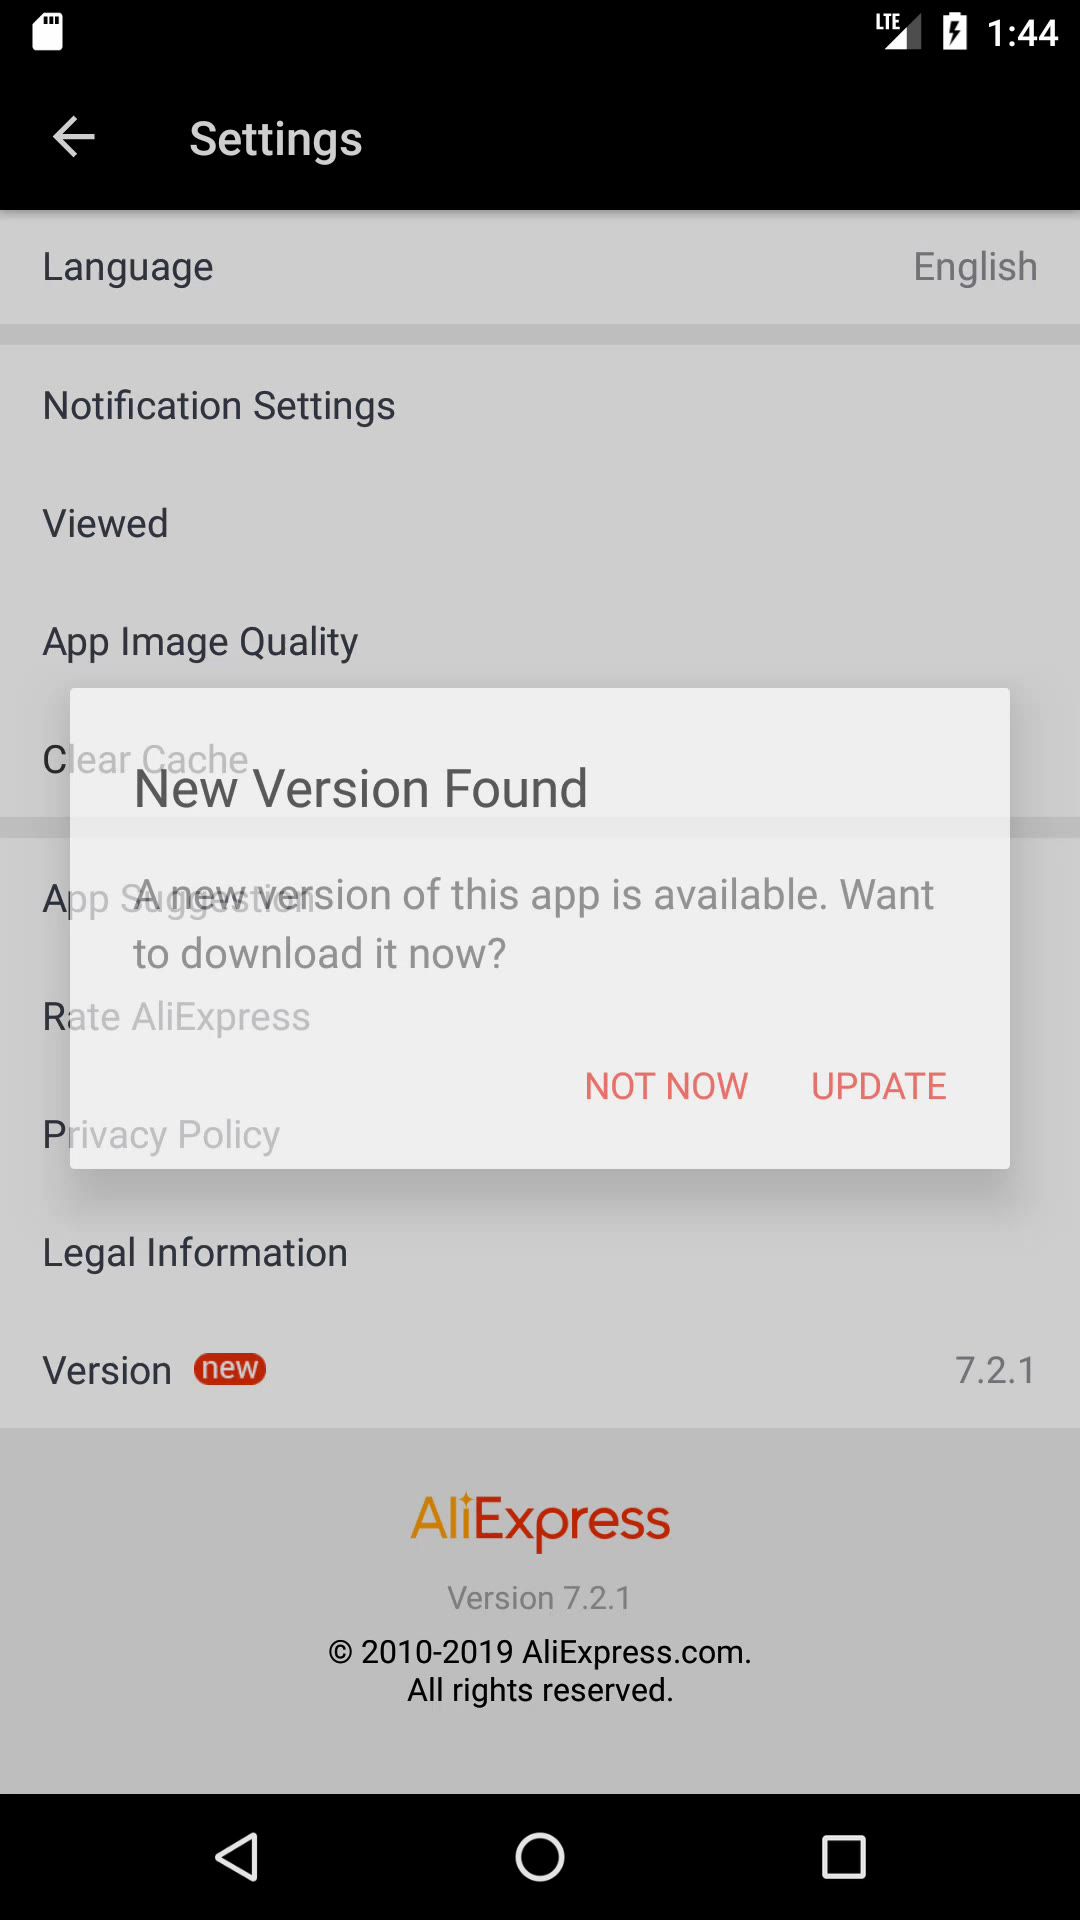 LTE 1:44
Settings
Language English
Notification Settings
Viewed
App Image Quality
Clear Cache
New Version Found
App Suggestion
A new version of this app is available. Want
to download it now?
Rate AliExpress
NOT NOW UPDATE
Privacy Policy
Legal Information
Version new 7.2.1
AliExpress
Version 7.2.1
© 2010-2019 AliExpress.com.
All rights reserved.